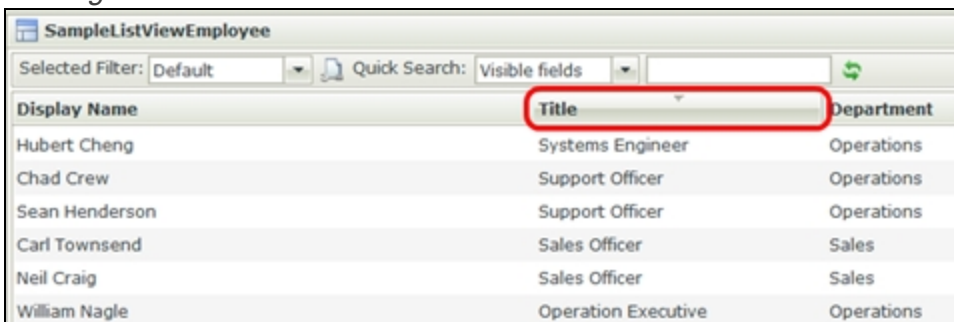 SampleListViewEmployee
Selected Filter: Default Quick Search: Visible fields
Display Name Title Department
Hubert Cheng Systems Engineer Operations
Chad Crew Support Officer Operations
Sean Henderson Support Officer Operations
Carl Townsend Sales Officer Sales
Neil Craig Sales Officer Sales
William Nagle Operation Executive Operations